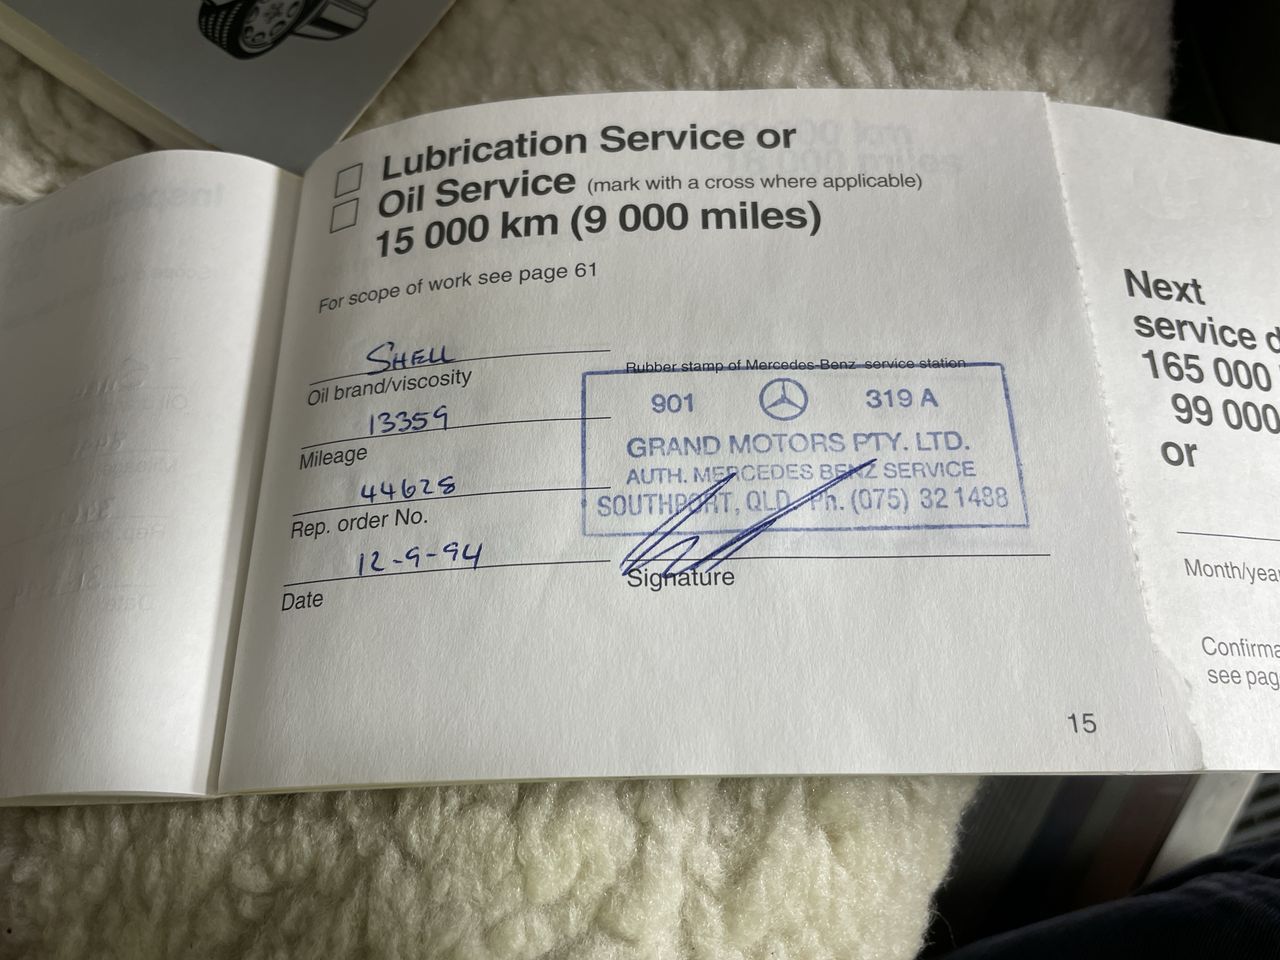 Lubrication Service or
Oil Service (mark with a cross where applicable)
15 000 km (9 000 miles)
For scope of work see page 61
SHELL
Oil brand/viscosity
13359
Mileage
44628
Rep. order No.
12-9-94
Date
Rubber stamp of Mercedes-Benz service station
901 319 A
GRAND MOTORS PTY. LTD.
AUTH. MERCEDES BENZ SERVICE
SOUTHPORT, QLD. Ph. (075) 32 1488
Signature
15
Next
service d
165 000
99 000
or
Month/yea
Confirma
see pag